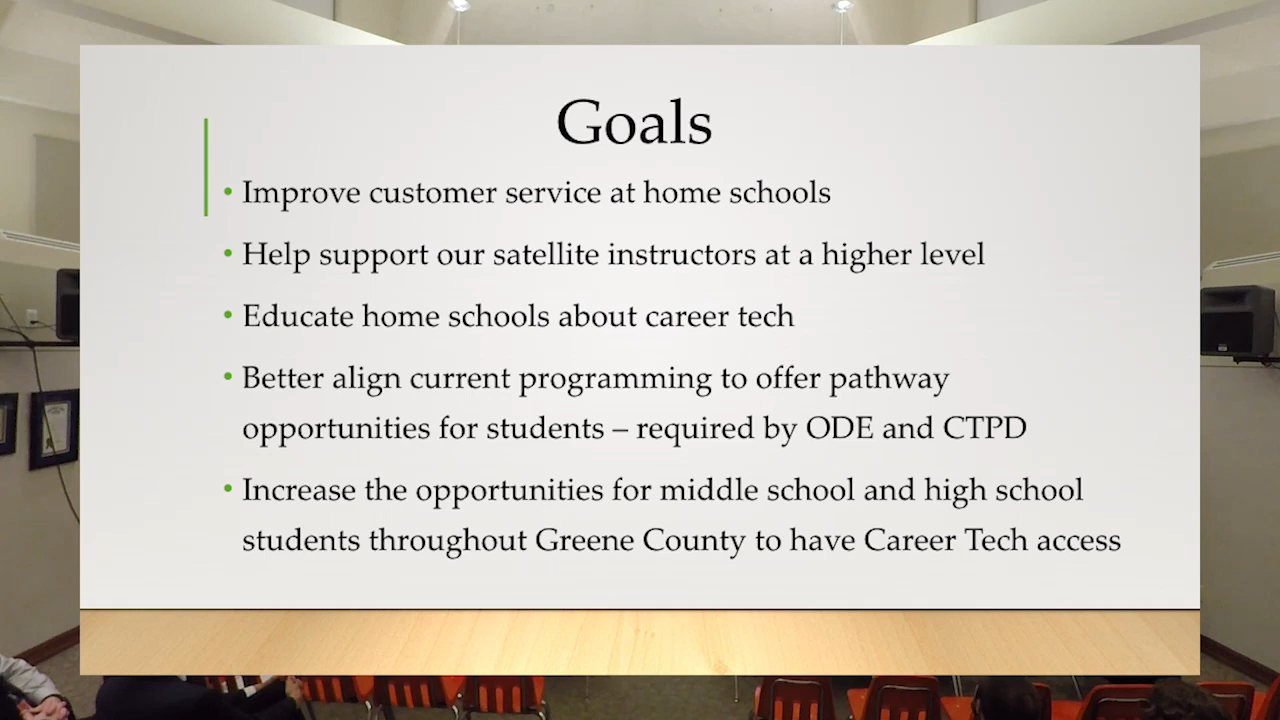 Goals
• Improve customer service at home schools
• Help support our satellite instructors at a higher level
• Educate home schools about career tech
• Better align current programming to offer pathway
opportunities for students – required by ODE and CTPD
• Increase the opportunities for middle school and high school
students throughout Greene County to have Career Tech access